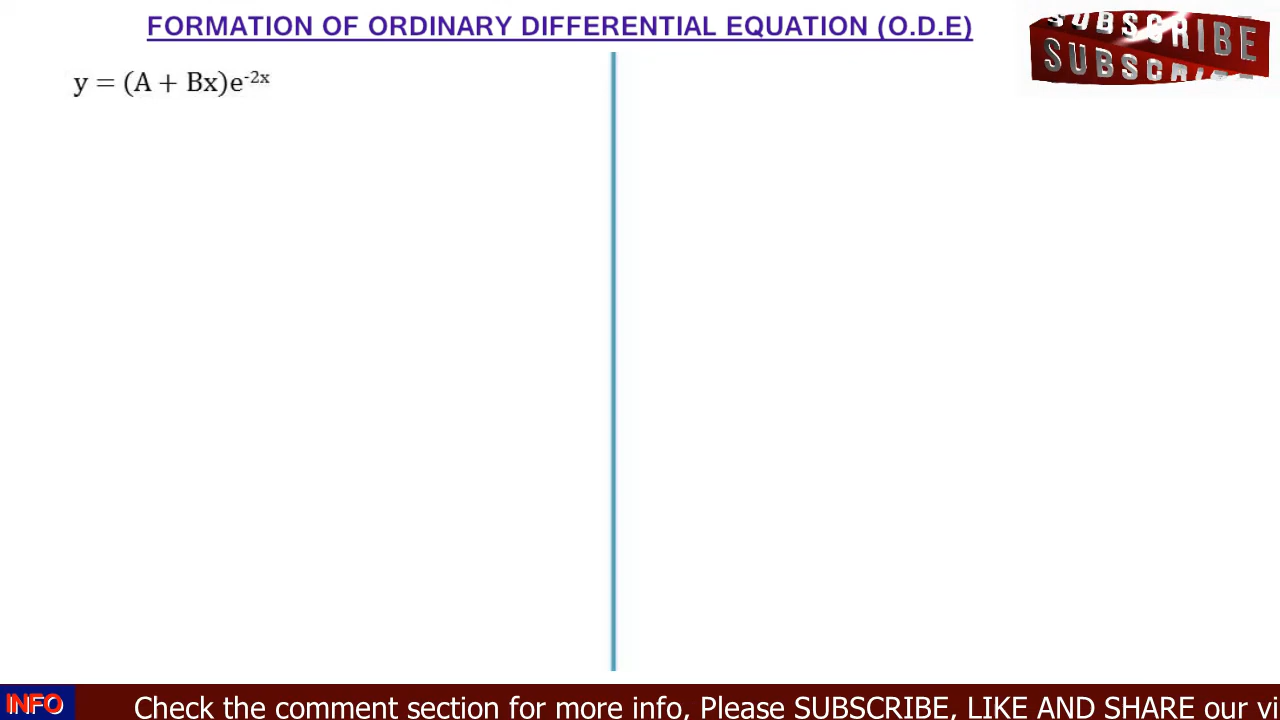 FORMATION OF ORDINARY DIFFERENTIAL EQUATION (O.D.E)
SUBSCRIBE
SUBSCRIBE
y = (A + Bx)e⁻²ˣ
INFO Check the comment section for more info, Please SUBSCRIBE, LIKE AND SHARE our vi